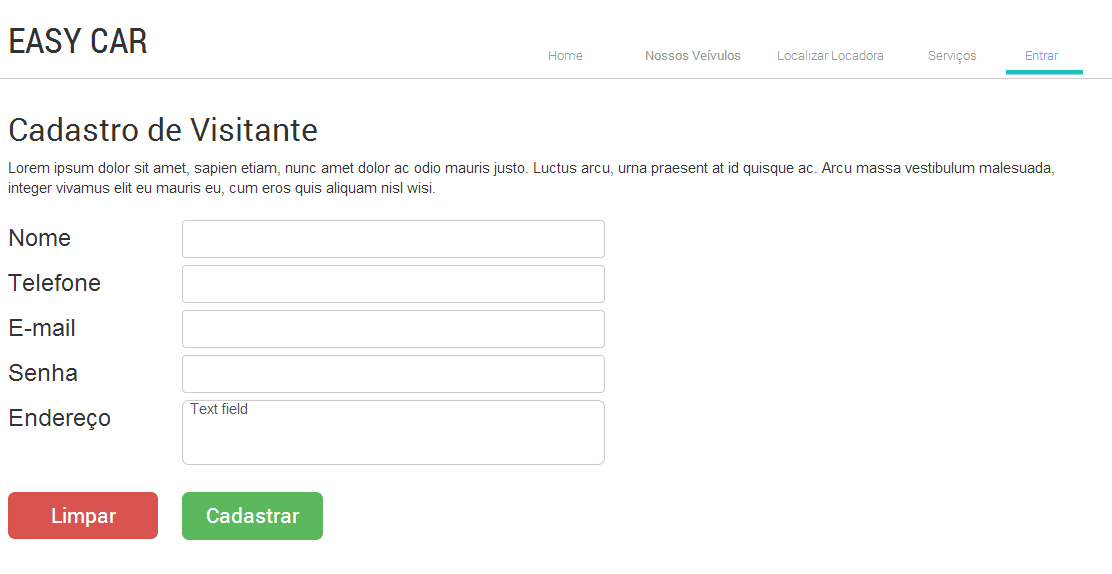 EASY CAR
Home Nossos Veívulos Localizar Locadora Serviços Entrar
Cadastro de Visitante
Lorem ipsum dolor sit amet, sapien etiam, nunc amet dolor ac odio mauris justo. Luctus arcu, urna praesent at id quisque ac. Arcu massa vestibulum malesuada,
integer vivamus elit eu mauris eu, cum eros quis aliquam nisl wisi.
Nome
Telefone
E-mail
Senha
Endereço
Text field
Limpar Cadastrar